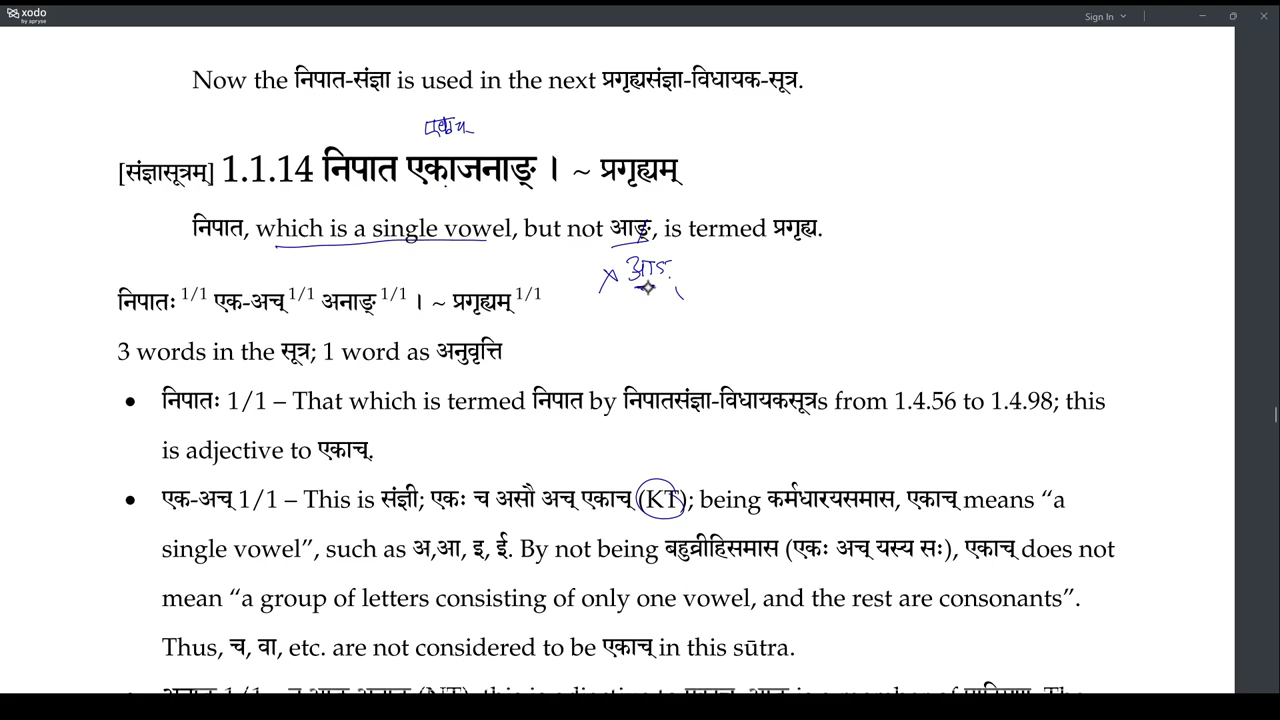 xodo
by apryse
Sign In
Now the निपात-संज्ञा is used in the next प्रगृह्यसंज्ञा-विधायक-सूत्र.
[संज्ञासूत्रम्] 1.1.14 निपात एकाजनाङ् । ~ प्रगृह्यम्
निपात, which is a single vowel, but not आङ्, is termed प्रगृह्य.
निपातः 1/1 एक-अच् 1/1 अनाङ् 1/1 । ~ प्रगृह्यम् 1/1
3 words in the सूत्र; 1 word as अनुवृत्ति
• निपातः 1/1 – That which is termed निपात by निपातसंज्ञा-विधायकसूत्रs from 1.4.56 to 1.4.98; this
is adjective to एकाच्.
• एक-अच् 1/1 – This is संज्ञी; एकः च असौ अच् एकाच् (KT); being कर्मधारयसमास, एकाच् means “a
single vowel”, such as अ,आ, इ, ई. By not being बहुव्रीहिसमास (एकः अच् यस्य सः), एकाच् does not
mean “a group of letters consisting of only one vowel, and the rest are consonants”.
Thus, च, वा, etc. are not considered to be एकाच् in this sūtra.